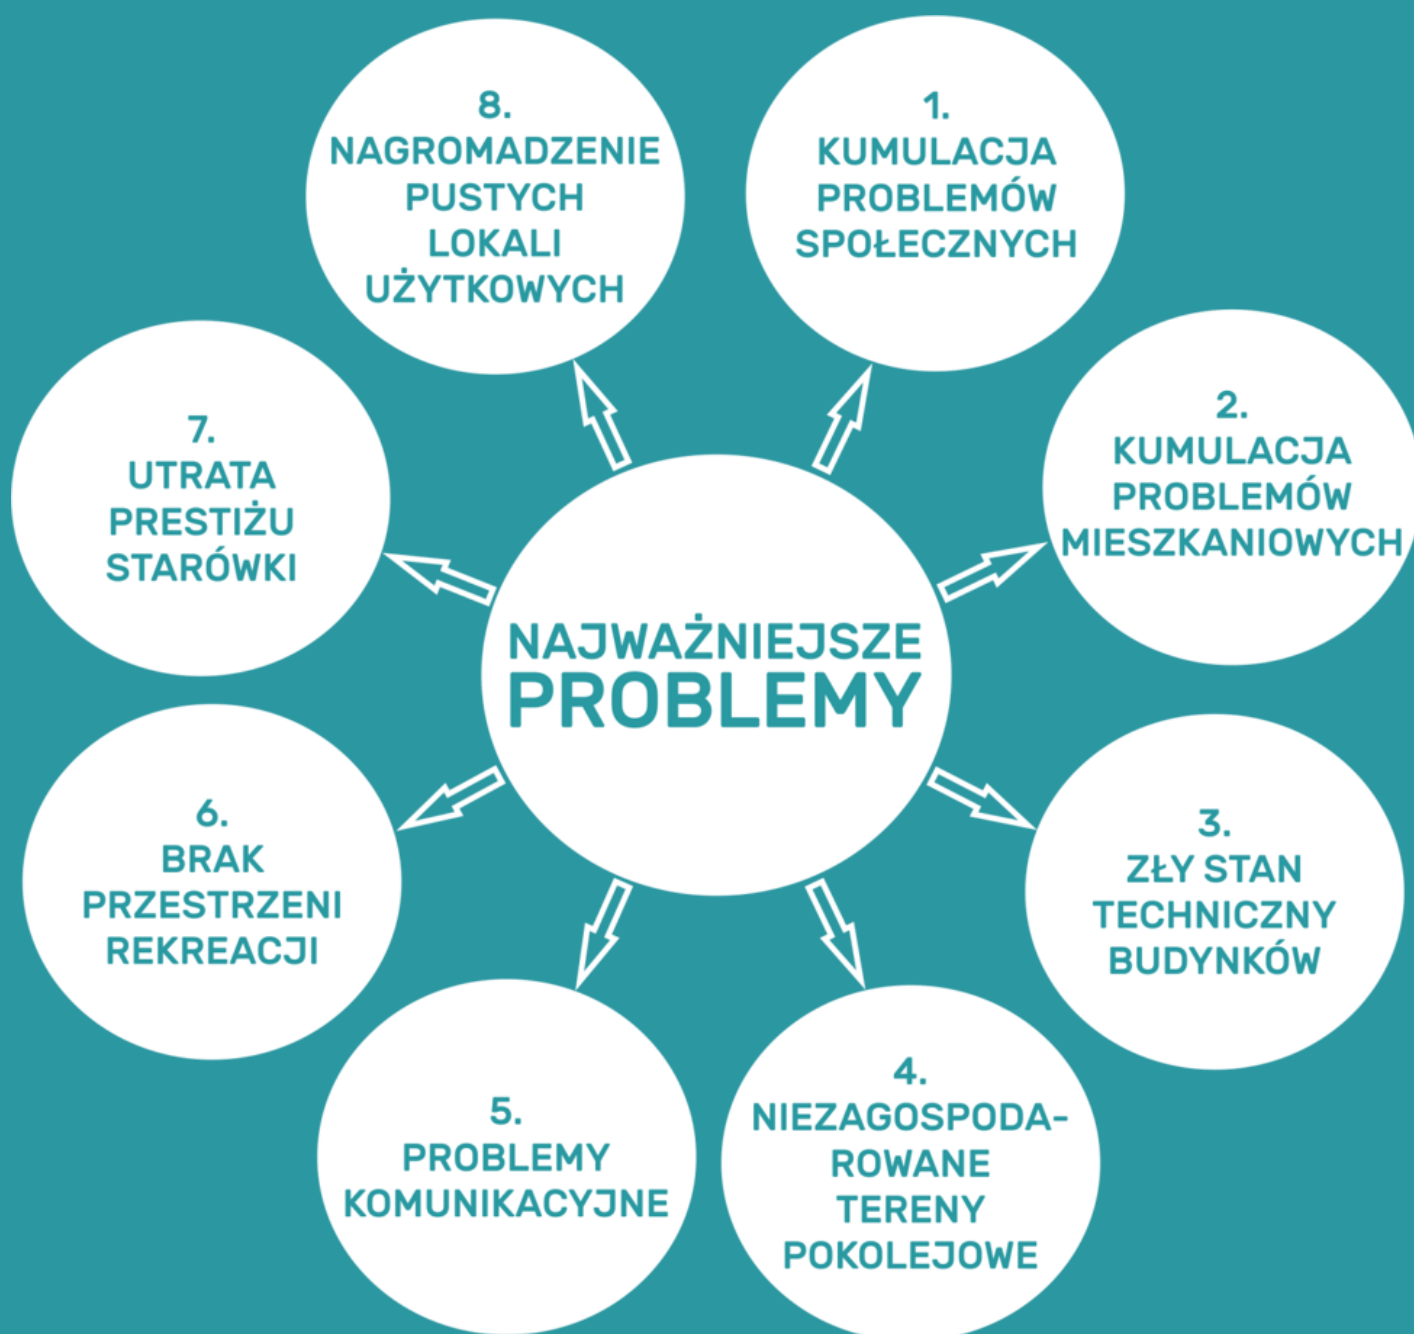 NAJWAŻNIEJSZE
PROBLEMY
1.
KUMULACJA
PROBLEMÓW
SPOŁECZNYCH
2.
KUMULACJA
PROBLEMÓW
MIESZKANIOWYCH
3.
ZŁY STAN
TECHNICZNY
BUDYNKÓW
4.
NIEZAGOSPODA-
ROWANE
TERENY
POKOLEJOWE
5.
PROBLEMY
KOMUNIKACYJNE
6.
BRAK
PRZESTRZENI
REKREACJI
7.
UTRATA
PRESTIŻU
STARÓWKI
8.
NAGROMADZENIE
PUSTYCH
LOKALI
UŻYTKOWYCH